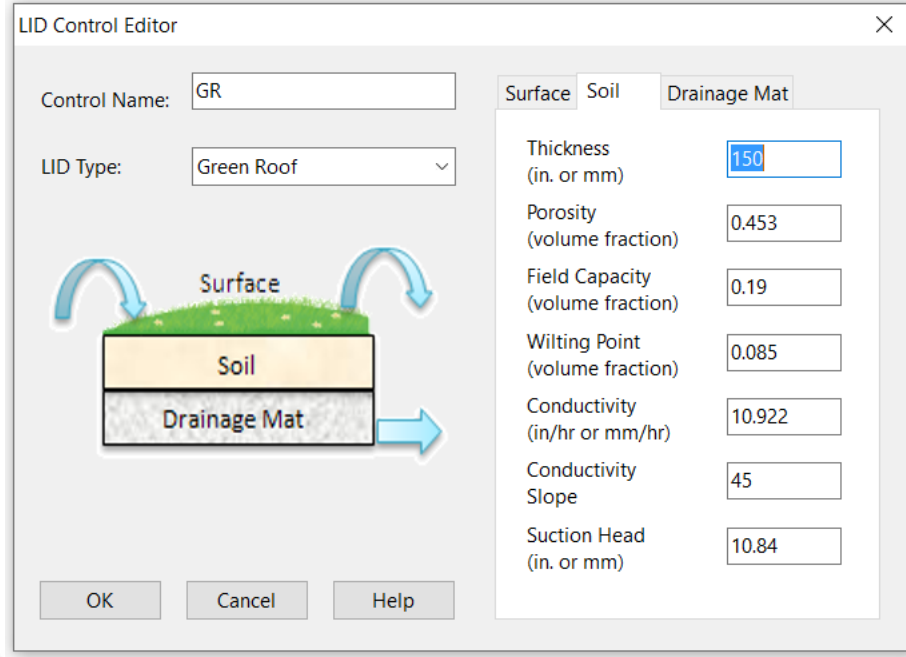 LID Control Editor
Control Name: GR
LID Type: Green Roof
Surface
Soil
Drainage Mat
OK Cancel Help
Surface Soil Drainage Mat
Thickness
(in. or mm) 150
Porosity
(volume fraction) 0.453
Field Capacity
(volume fraction) 0.19
Wilting Point
(volume fraction) 0.085
Conductivity
(in/hr or mm/hr) 10.922
Conductivity
Slope 45
Suction Head
(in. or mm) 10.84